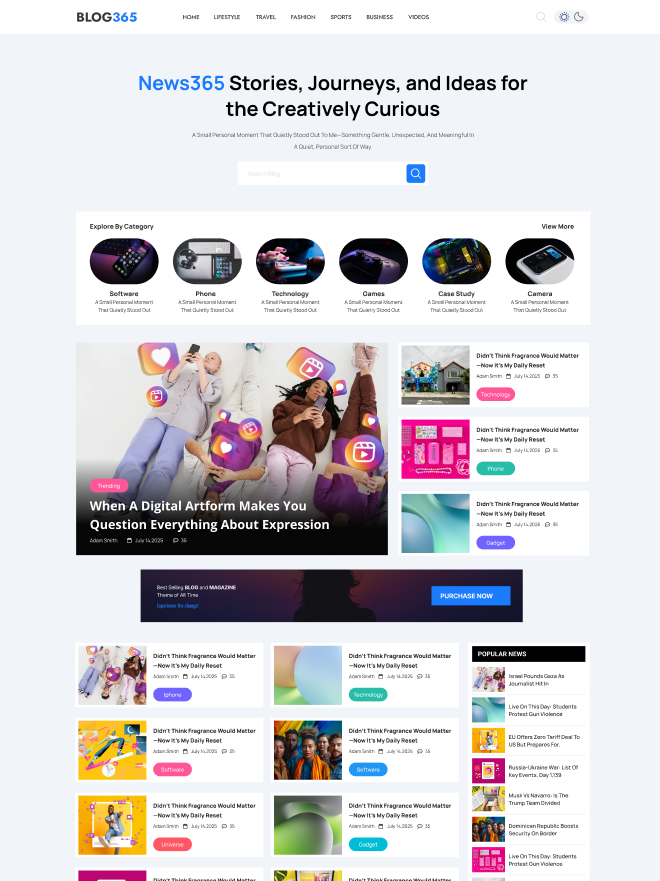 BLOG365
HOME LIFESTYLE TRAVEL FASHION SPORTS BUSINESS VIDEOS
News365 Stories, Journeys, and Ideas for
the Creatively Curious
A Small Personal Moment That Quietly Stood Out To Me—Something Gentle, Unexpected, And Meaningful In
A Quiet, Personal Sort Of Way.
Search Blog
Explore By Category
View More
Software
A Small Personal Moment
That Quietly Stood Out
Phone
A Small Personal Moment
That Quietly Stood Out
Technology
A Small Personal Moment
That Quietly Stood Out
Games
A Small Personal Moment
That Quietly Stood Out
Case Study
A Small Personal Moment
That Quietly Stood Out
Camera
A Small Personal Moment
That Quietly Stood Out
Trending
When A Digital Artform Makes You
Question Everything About Expression
Adam Smith July 14,2025 35
Didn't Think Fragrance Would Matter
—Now It's My Daily Reset
Adam Smith July 14,2025 35
Technology
Didn't Think Fragrance Would Matter
—Now It's My Daily Reset
Adam Smith July 14,2025 35
Phone
Didn't Think Fragrance Would Matter
—Now It's My Daily Reset
Adam Smith July 14,2025 35
Gadget
Best Selling BLOG and MAGAZINE
Theme of All Time
PURCHASE NOW
Didn't Think Fragrance Would Matter
—Now It's My Daily Reset
Adam Smith July 14,2025 35
Iphone
Didn't Think Fragrance Would Matter
—Now It's My Daily Reset
Adam Smith July 14,2025 35
Technology
Didn't Think Fragrance Would Matter
—Now It's My Daily Reset
Adam Smith July 14,2025 35
Software
Didn't Think Fragrance Would Matter
—Now It's My Daily Reset
Adam Smith July 14,2025 35
Software
Didn't Think Fragrance Would Matter
—Now It's My Daily Reset
Adam Smith July 14,2025 35
Universe
Didn't Think Fragrance Would Matter
—Now It's My Daily Reset
Adam Smith July 14,2025 35
Gadget
Didn't Think Fragrance Would Matter
Didn't Think Fragrance Would Matter
POPULAR NEWS
Israel Pounds Gaza As
Journalist Hit In
Live On This Day- Students
Protest Gun Violence
EU Offers Zero Teriff Deal To
US But Prepares For.
Russia-Ukraine War- List Of
Key Events, Day 1,139
Musk Vs Navarro- Is The
Trump Team Divided
Dominican Republic Boosts
Security On Border
Live On This Day- Students
Protest Gun Violence